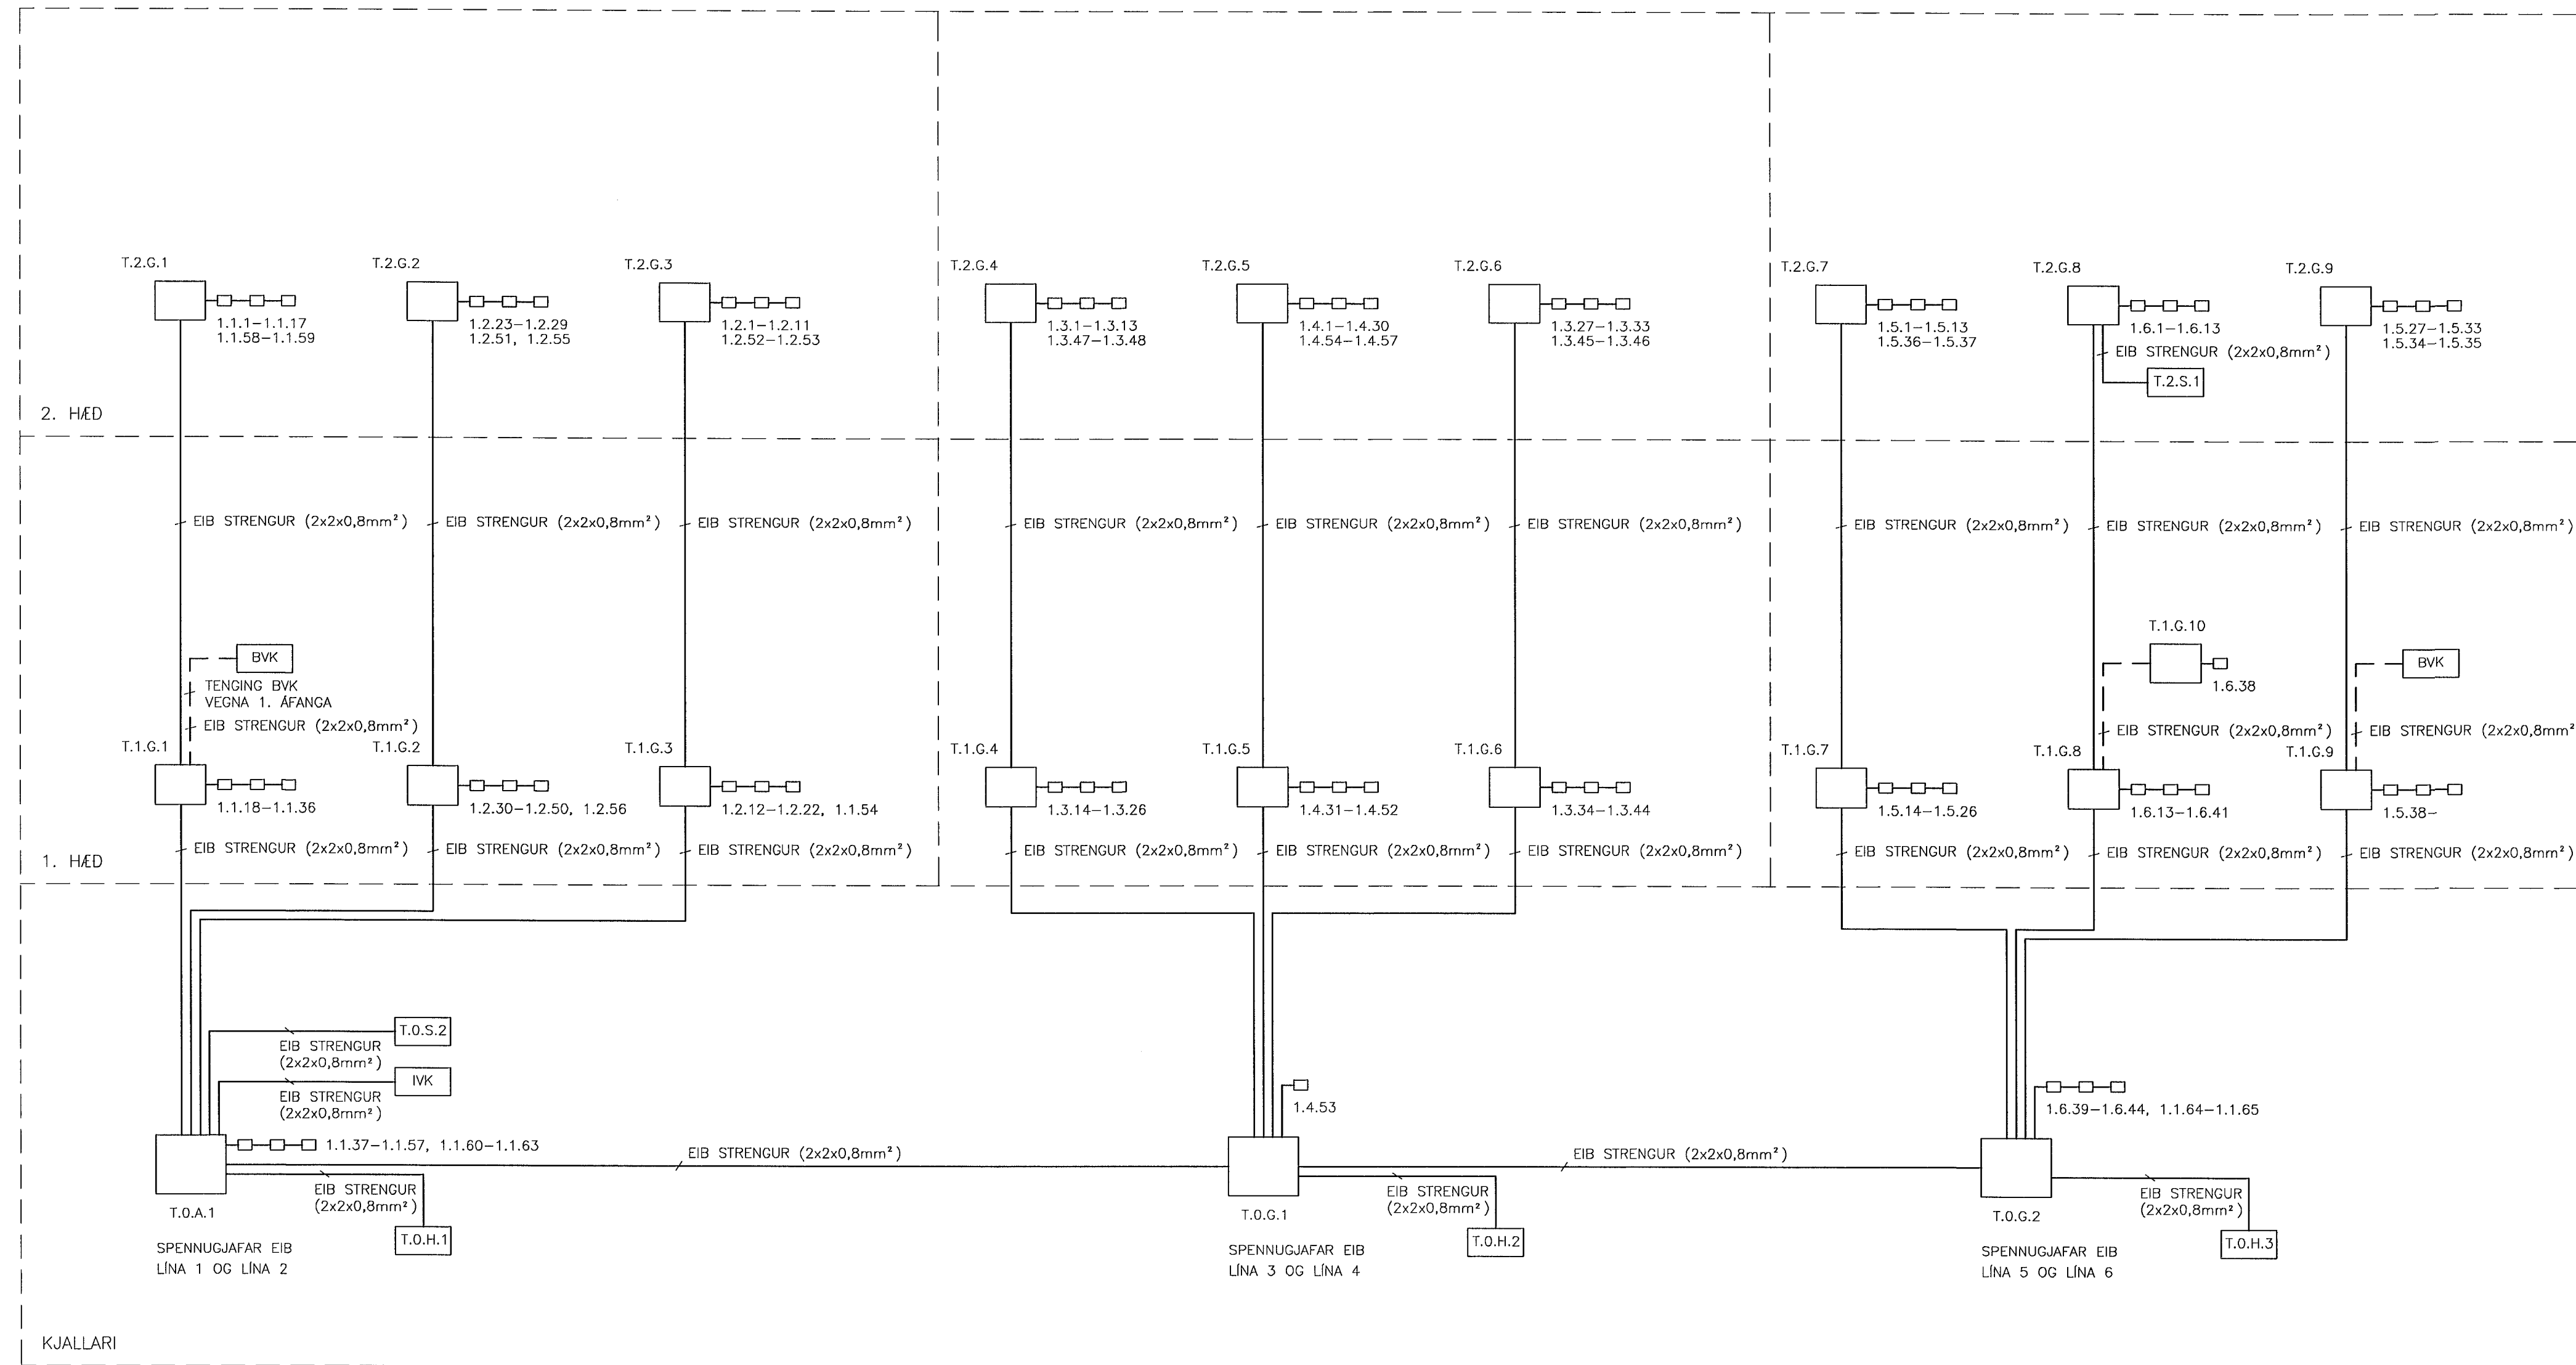 T.2.G.1
T.2.G.2
T.2.G.3
T.2.G.4
T.2.G.5
T.2.G.6
T.2.G.7
T.2.G.8
T.2.G.9
1.1.1-1.1.17
1.1.58-1.1.59
1.2.23-1.2.29
1.2.51, 1.2.55
1.2.1-1.2.11
1.2.52-1.2.53
1.3.1-1.3.13
1.3.47-1.3.48
1.4.1-1.4.30
1.4.54-1.4.57
1.3.27-1.3.33
1.3.45-1.3.46
1.5.1-1.5.13
1.5.36-1.5.37
1.6.1-1.6.13
EIB STRENGUR (2x2x0,8mm²)
T.2.S.1
1.5.27-1.5.33
1.5.34-1.5.35
2. HÆÐ
EIB STRENGUR (2x2x0,8mm²)
EIB STRENGUR (2x2x0,8mm²)
EIB STRENGUR (2x2x0,8mm²)
EIB STRENGUR (2x2x0,8mm²)
EIB STRENGUR (2x2x0,8mm²)
EIB STRENGUR (2x2x0,8mm²)
EIB STRENGUR (2x2x0,8mm²)
EIB STRENGUR (2x2x0,8mm²)
EIB STRENGUR (2x2x0,8mm²)
BVK
TENGING BVK
VEGNA 1. ÁFANGA
EIB STRENGUR (2x2x0,8mm²)
T.1.G.10
1.6.38
EIB STRENGUR (2x2x0,8mm²)
BVK
EIB STRENGUR (2x2x0,8mm²
T.1.G.1
T.1.G.2
T.1.G.3
T.1.G.4
T.1.G.5
T.1.G.6
T.1.G.7
T.1.G.8
T.1.G.9
1.1.18-1.1.36
1.2.30-1.2.50, 1.2.56
1.2.12-1.2.22, 1.1.54
1.3.14-1.3.26
1.4.31-1.4.52
1.3.34-1.3.44
1.5.14-1.5.26
1.6.13-1.6.41
1.5.38-
EIB STRENGUR (2x2x0,8mm²)
EIB STRENGUR (2x2x0,8mm²)
EIB STRENGUR (2x2x0,8mm²)
EIB STRENGUR (2x2x0,8mm²)
EIB STRENGUR (2x2x0,8mm²)
EIB STRENGUR (2x2x0,8mm²)
EIB STRENGUR (2x2x0,8mm²)
EIB STRENGUR (2x2x0,8mm²)
EIB STRENGUR (2x2x0,8mm²)
1. HÆÐ
T.0.S.2
EIB STRENGUR
(2x2x0,8mm²)
IVK
EIB STRENGUR
(2x2x0,8mm²)
1.1.37-1.1.57, 1.1.60-1.1.63
EIB STRENGUR
(2x2x0,8mm²)
T.0.H.1
T.0.A.1
SPENNUGJAFAR EIB
LÍNA 1 OG LÍNA 2
EIB STRENGUR (2x2x0,8mm²)
1.4.53
EIB STRENGUR
(2x2x0,8mm²)
T.0.H.2
T.0.G.1
SPENNUGJAFAR EIB
LÍNA 3 OG LÍNA 4
EIB STRENGUR (2x2x0,8mm²)
1.6.39-1.6.44, 1.1.64-1.1.65
EIB STRENGUR
(2x2x0,8mm²)
T.0.H.3
T.0.G.2
SPENNUGJAFAR EIB
LÍNA 5 OG LÍNA 6
KJALLARI